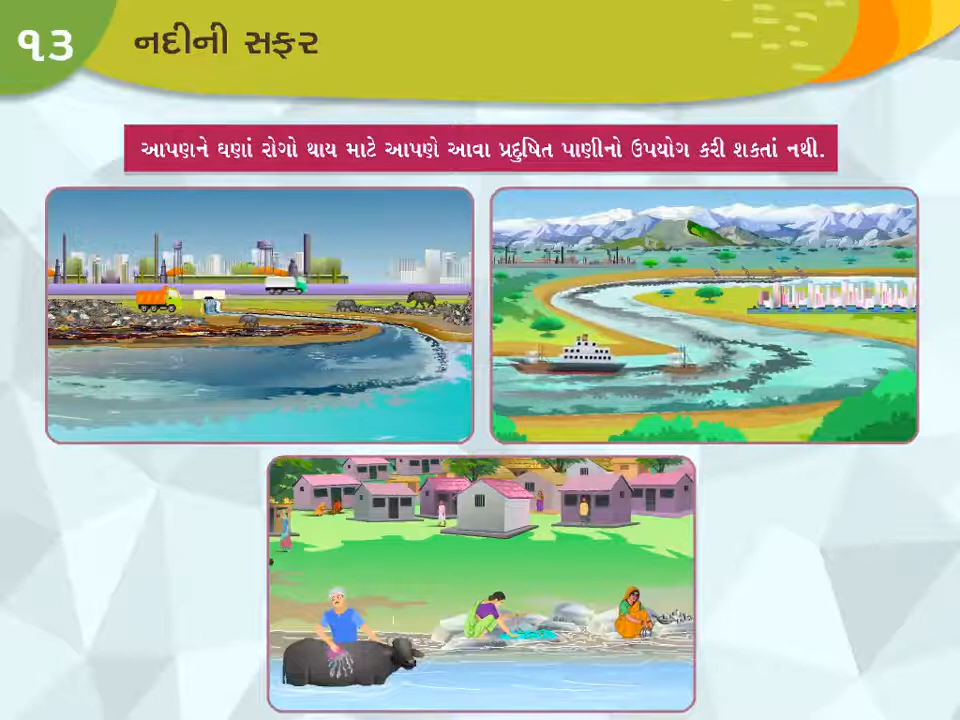 ૧૩
નદીની સફર
આપણને ઘણાં રોગો થાય માટે આપણે આવા પ્રદુષિત પાણીનો ઉપયોગ કરી શકતાં નથી.